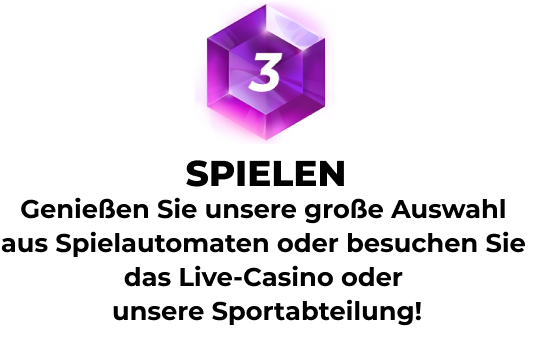 3
SPIELEN
Genießen Sie unsere große Auswahl
aus Spielautomaten oder besuchen Sie
das Live-Casino oder
unsere Sportabteilung!